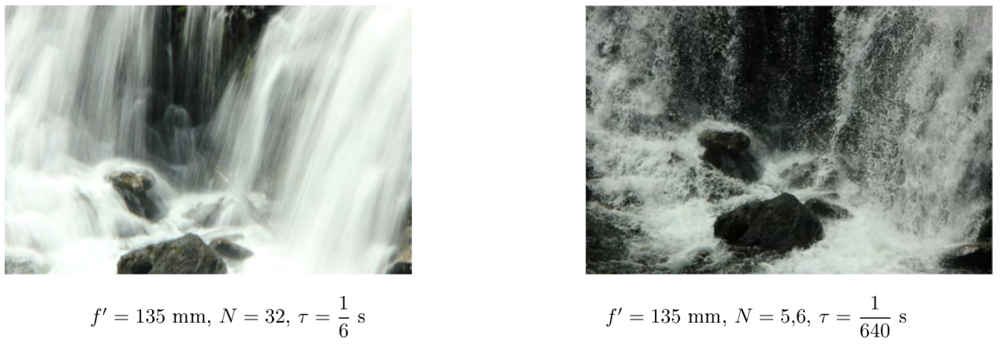 f′ = 135 mm, N = 32, τ = 1/6 s
f′ = 135 mm, N = 5,6, τ = 1/640 s